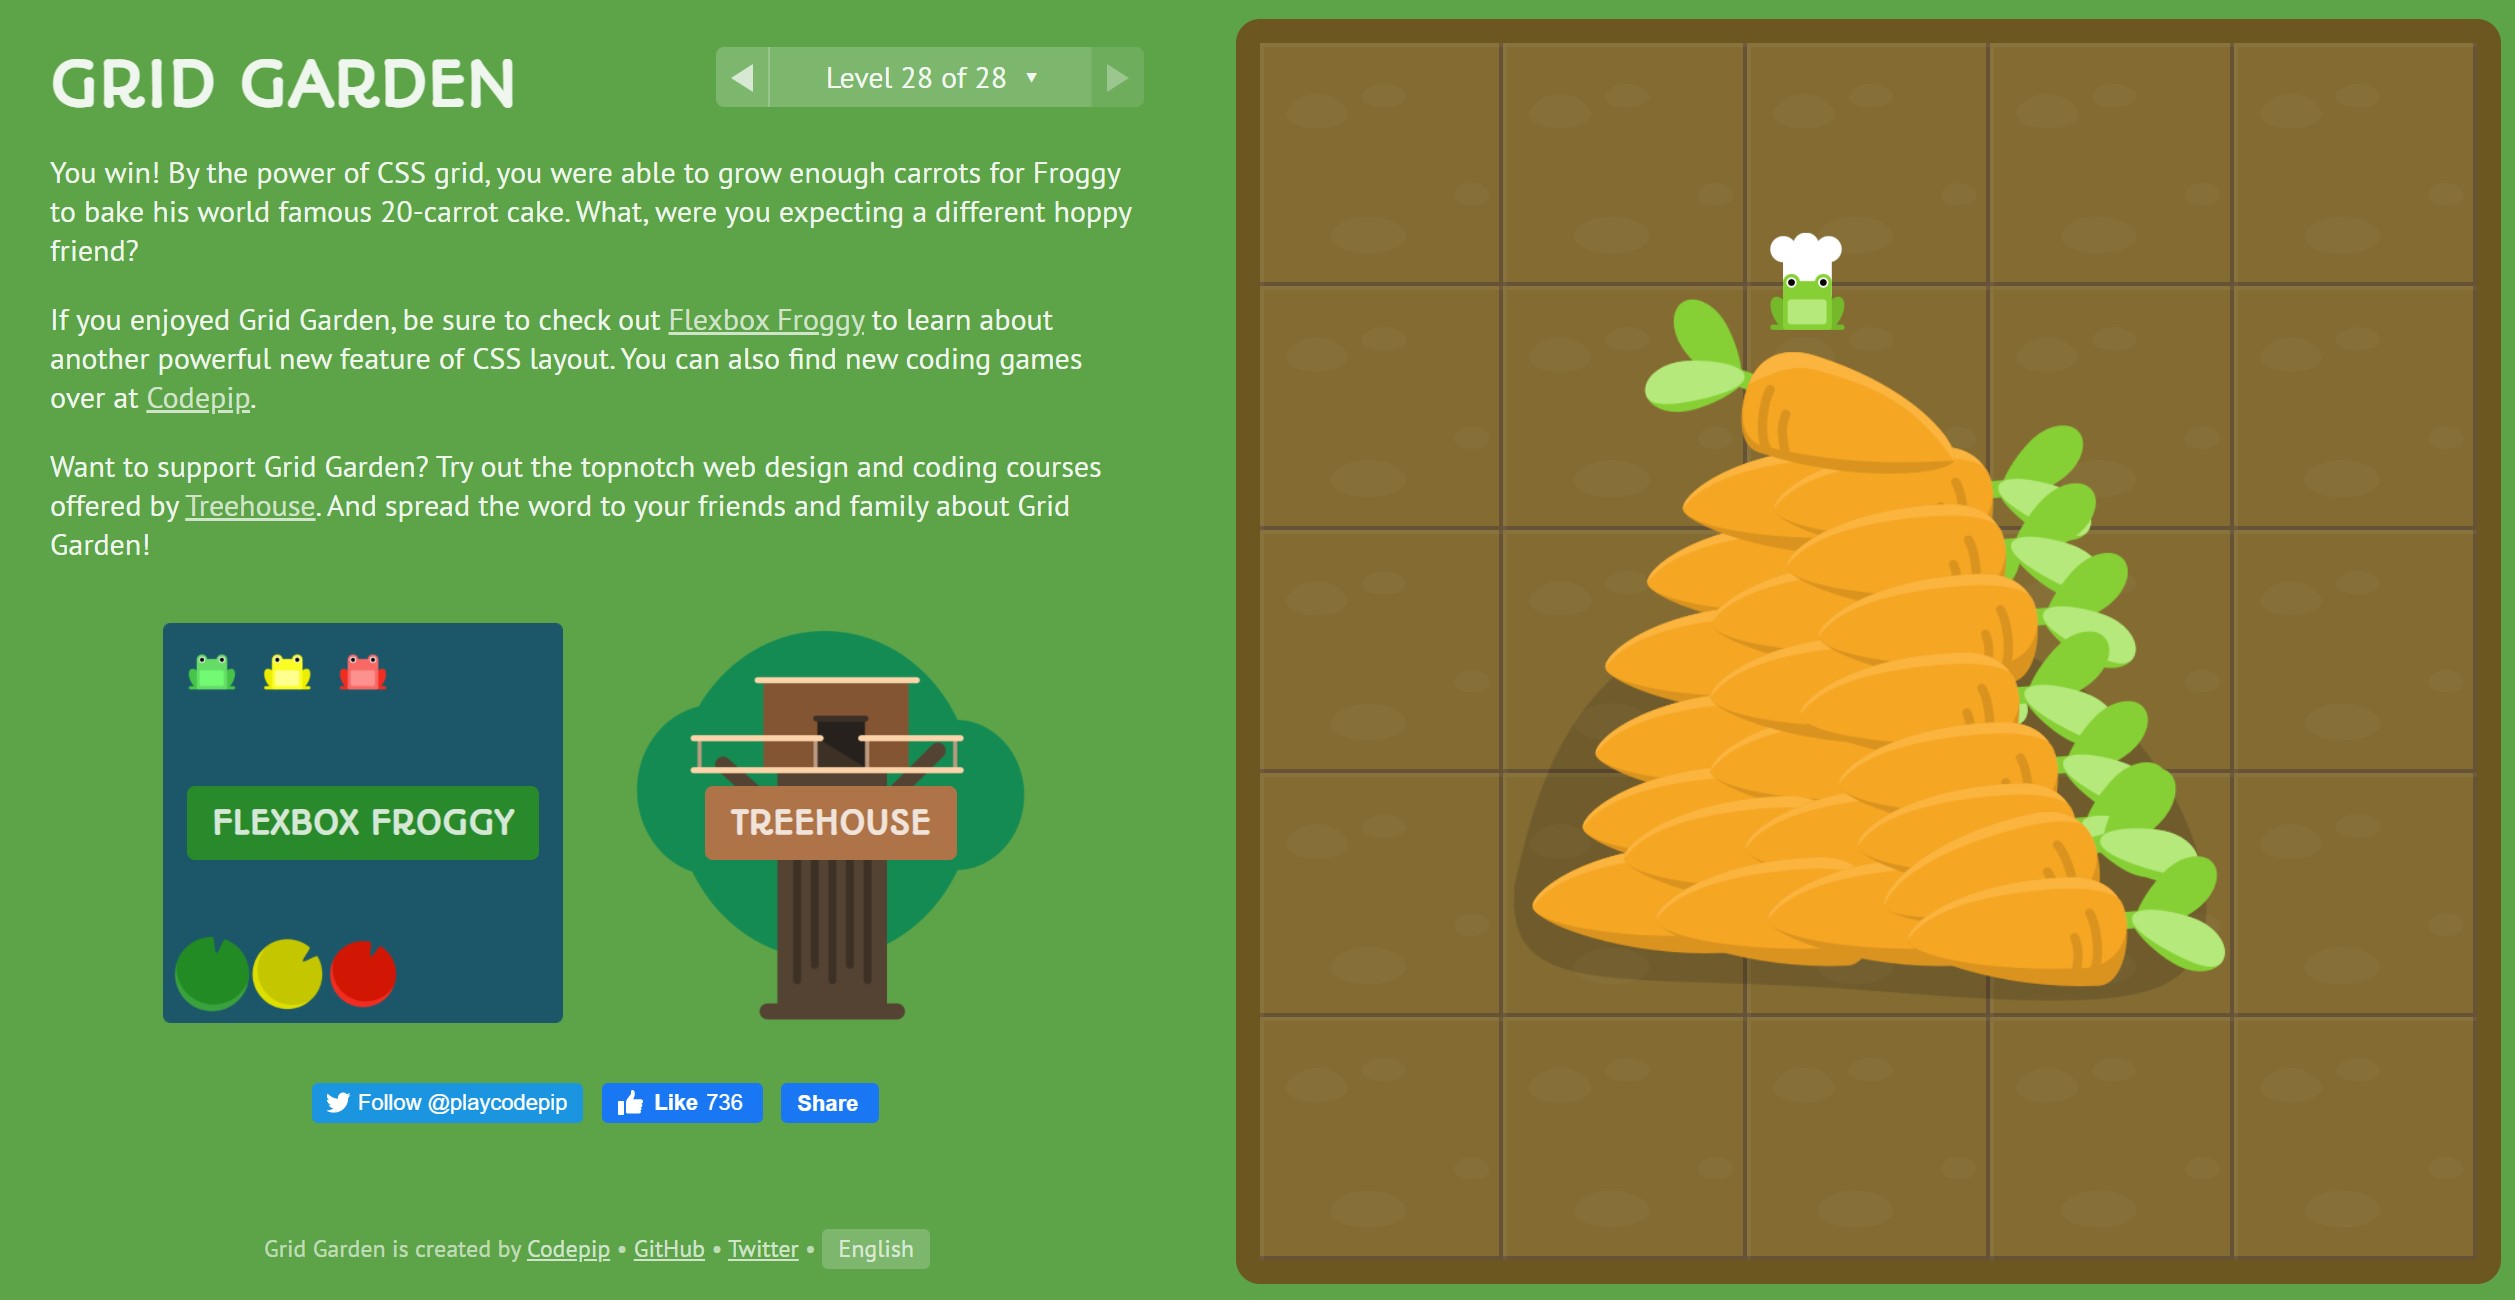 GRID GARDEN
Level 28 of 28
You win! By the power of CSS grid, you were able to grow enough carrots for Froggy
to bake his world famous 20-carrot cake. What, were you expecting a different hoppy
friend?
If you enjoyed Grid Garden, be sure to check out Flexbox Froggy to learn about
another powerful new feature of CSS layout. You can also find new coding games
over at Codepip.
Want to support Grid Garden? Try out the topnotch web design and coding courses
offered by Treehouse. And spread the word to your friends and family about Grid
Garden!
FLEXBOX FROGGY
TREEHOUSE
Follow @playcodepip
Like 736
Share
Grid Garden is created by Codepip • GitHub • Twitter • English